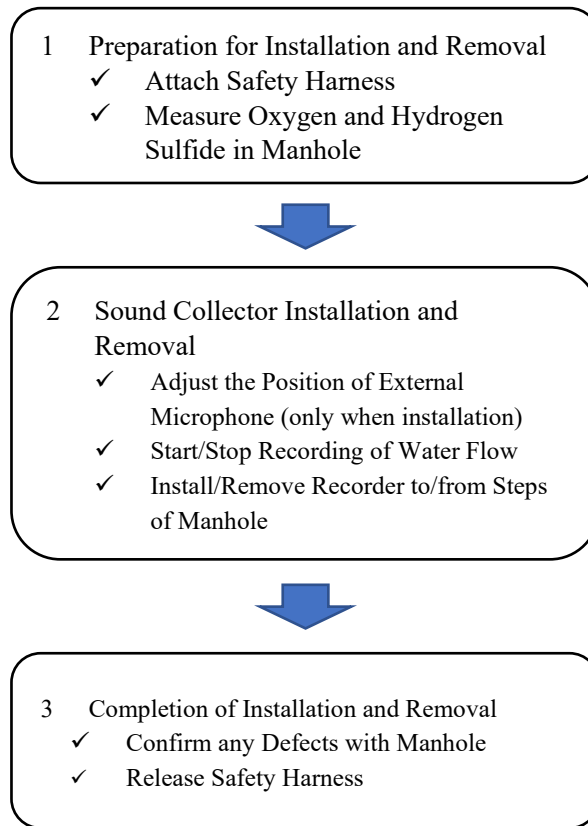 1 Preparation for Installation and Removal
✓ Attach Safety Harness
✓ Measure Oxygen and Hydrogen
Sulfide in Manhole
2 Sound Collector Installation and
Removal
✓ Adjust the Position of External
Microphone (only when installation)
✓ Start/Stop Recording of Water Flow
✓ Install/Remove Recorder to/from Steps
of Manhole
3 Completion of Installation and Removal
✓ Confirm any Defects with Manhole
✓ Release Safety Harness